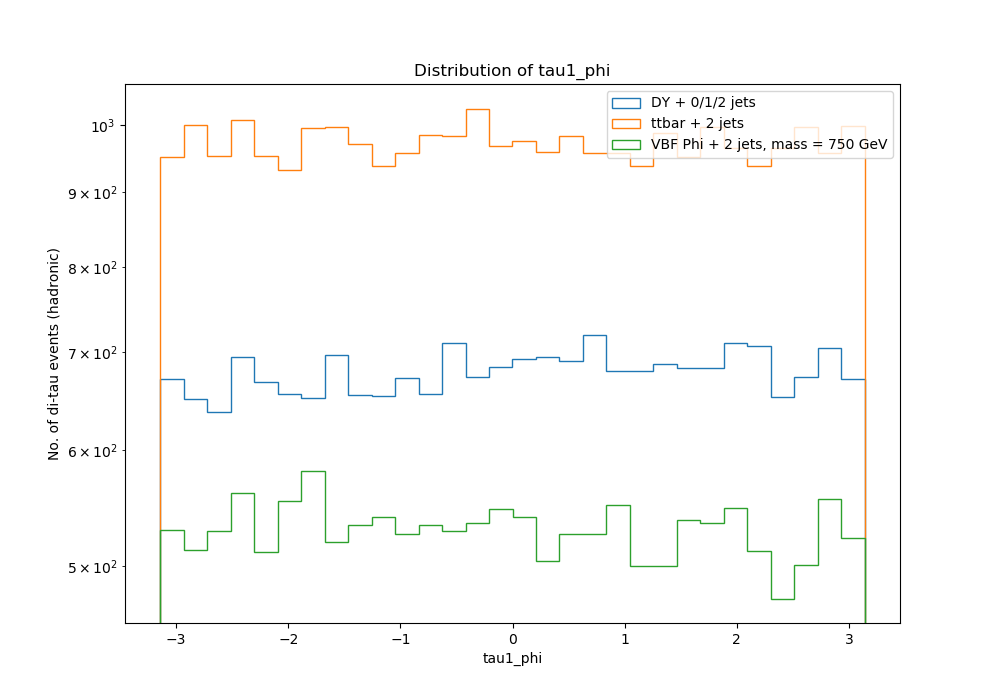 Distribution of tau1_phi
DY + 0/1/2 jets
ttbar + 2 jets
VBF Phi + 2 jets, mass = 750 GeV
10³
9 × 10²
8 × 10²
7 × 10²
6 × 10²
5 × 10²
No. of di-tau events (hadronic)
−3 −2 −1 0 1 2 3
tau1_phi